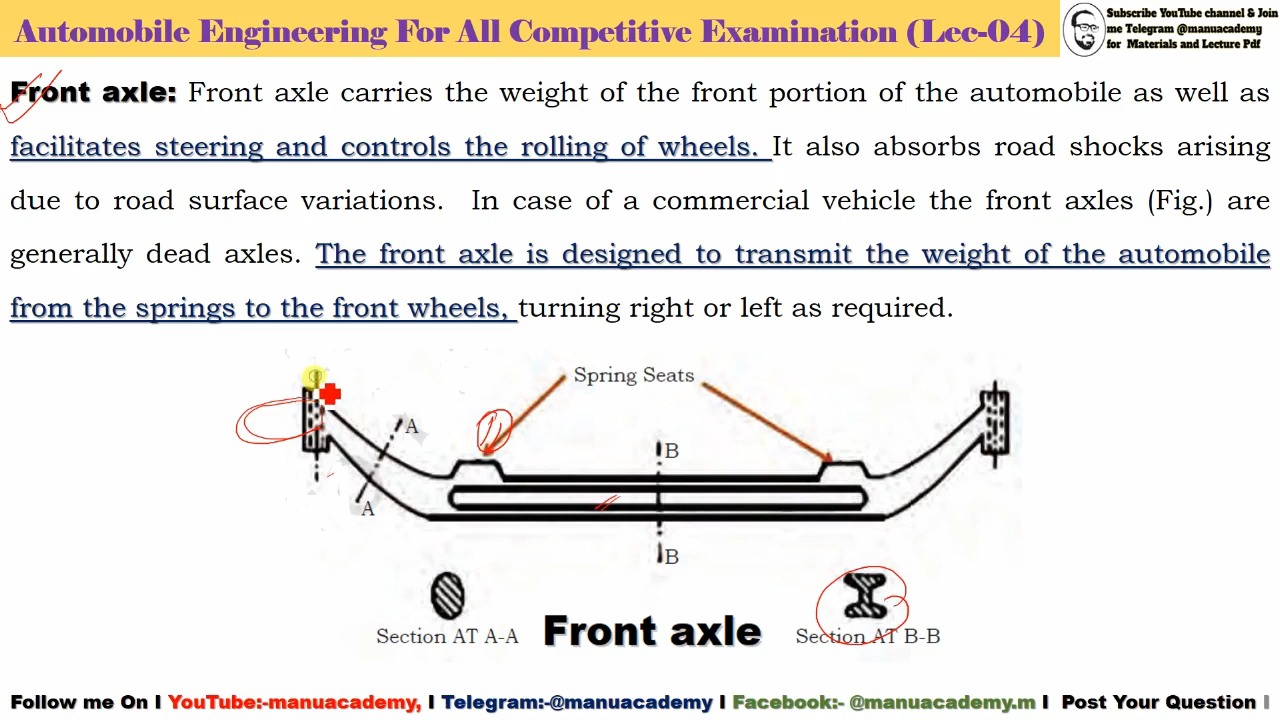 Automobile Engineering For All Competitive Examination (Lec-04)
Subscribe YouTube channel & Join
me Telegram @manuacademy
for Materials and Lecture Pdf
Front axle: Front axle carries the weight of the front portion of the automobile as well as
facilitates steering and controls the rolling of wheels. It also absorbs road shocks arising
due to road surface variations. In case of a commercial vehicle the front axles (Fig.) are
generally dead axles. The front axle is designed to transmit the weight of the automobile
from the springs to the front wheels, turning right or left as required.
Spring Seats
A
B
A
B
Section AT A-A
Front axle
Section AT B-B
Follow me On I YouTube:-manuacademy, I Telegram:-@manuacademy I Facebook:- @manuacademy.m I Post Your Question I